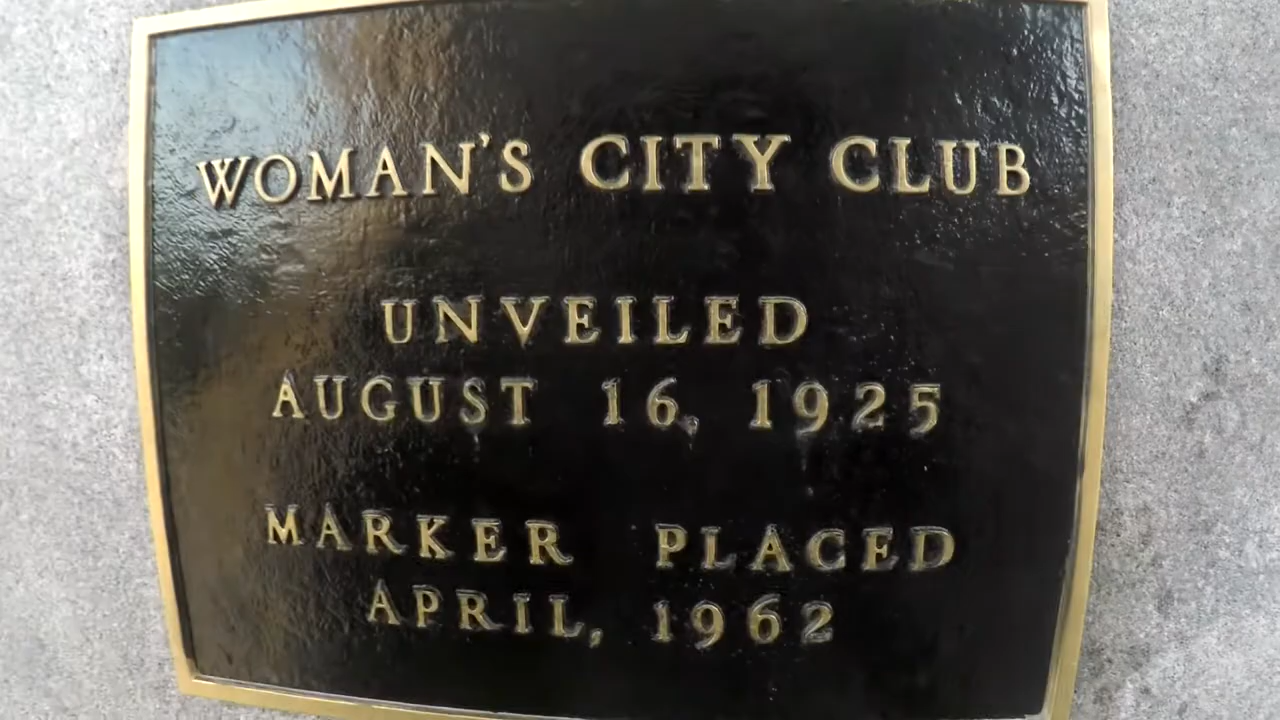 WOMAN'S CITY CLUB
UNVEILED
AUGUST 16, 1925
MARKER PLACED
APRIL, 1962